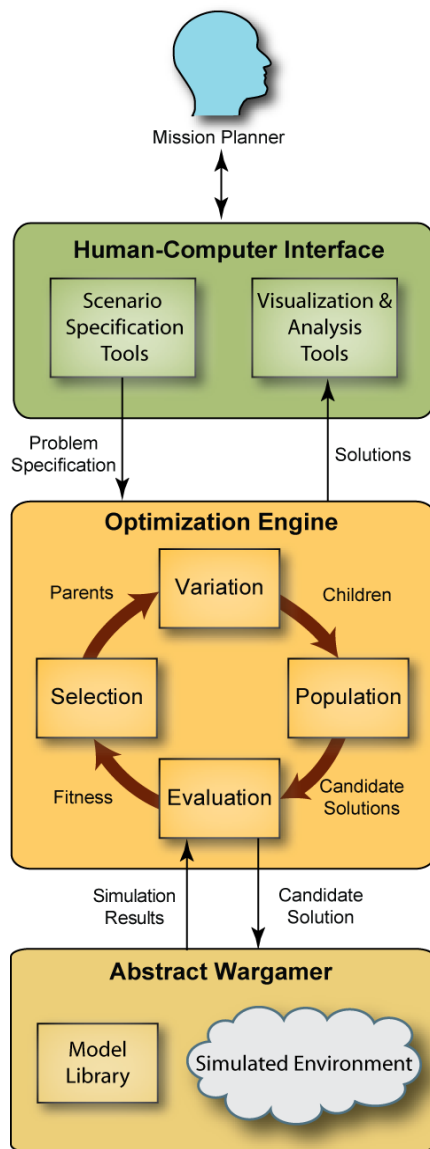 Mission Planner
Human-Computer Interface
Scenario
Specification
Tools
Visualization &
Analysis
Tools
Problem
Specification
Solutions
Optimization Engine
Parents
Variation
Children
Selection
Population
Fitness
Evaluation
Candidate
Solutions
Simulation
Results
Candidate
Solution
Abstract Wargamer
Model
Library
Simulated Environment